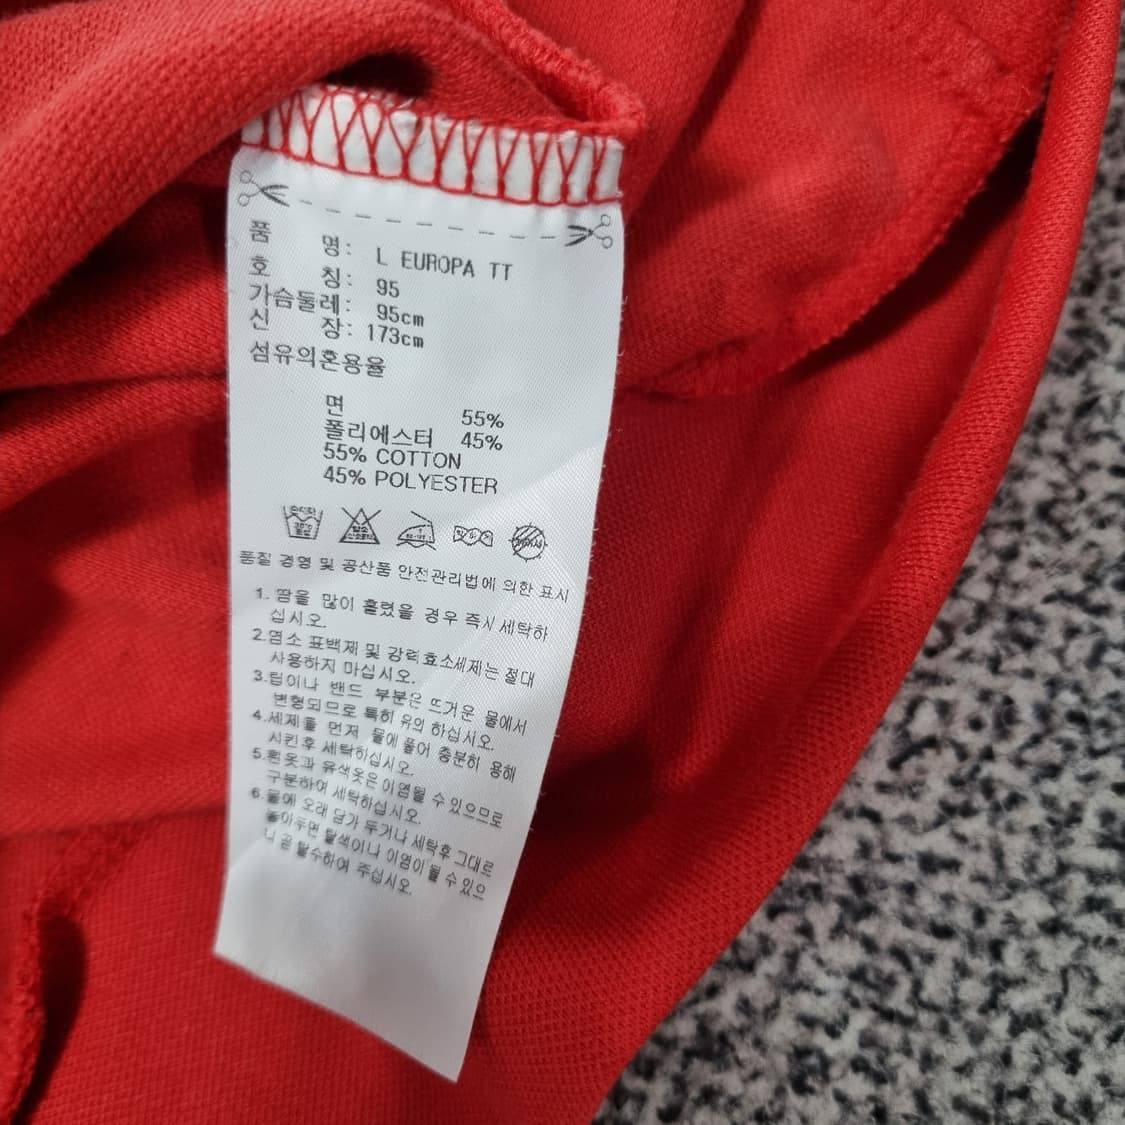 품 명: L EUROPA TT
호 칭: 95
가슴둘레: 95cm
신 장: 173cm
섬유의혼용율
면 55%
폴리에스터 45%
55% COTTON
45% POLYESTER
품질 경영 및 공산품 안전관리법에 의한 표시
1. 땀을 많이 흘렸을 경우 즉시 세탁하
십시오.
2.염소 표백제 및 강력효소세제는 절대
사용하지 마십시오.
3.립이나 밴드 부분은 뜨거운 물에서
변형되므로 특히 유의 하십시오.
4.세제를 먼저 물에 풀어 충분히 용해
시킨후 세탁하십시오.
5.흰옷과 유색옷은 이염될 수 있으므로
구분하여 세탁하십시오.
6.물에 오래 담가 두거나 세탁후 그대로
놓아두면 탈색이나 이염이 될 수 있으
니 곧 탈수하여 주십시오.